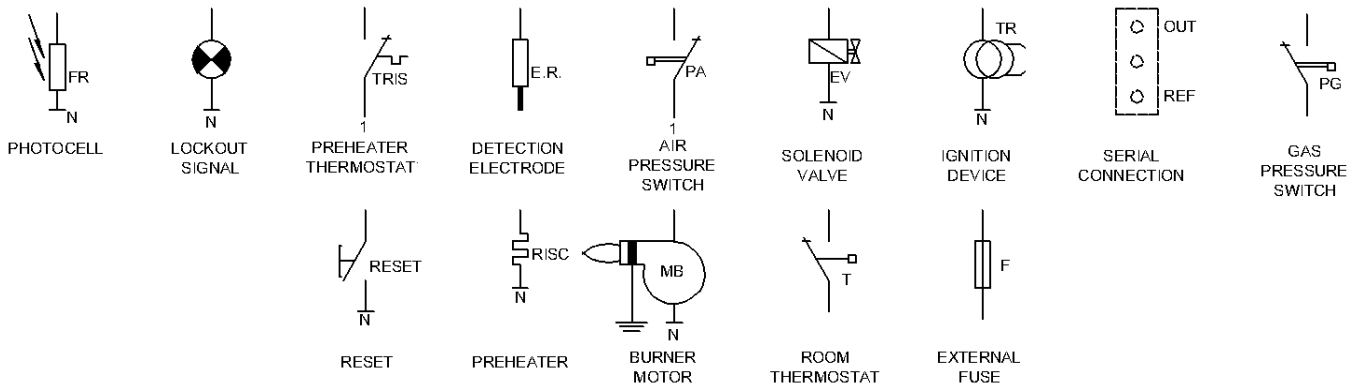 FR
N
PHOTOCELL
N
LOCKOUT
SIGNAL
TRIS
1
PREHEATER
THERMOSTAT'
E.R.
DETECTION
ELECTRODE
PA
1
AIR
PRESSURE
SWITCH
EV
N
SOLENOID
VALVE
TR
N
IGNITION
DEVICE
OUT
REF
SERIAL
CONNECTION
PG
GAS
PRESSURE
SWITCH
RESET
N
RESET
RISC
N
PREHEATER
MB
N
BURNER
MOTOR
T
ROOM
THERMOSTAT
F
EXTERNAL
FUSE